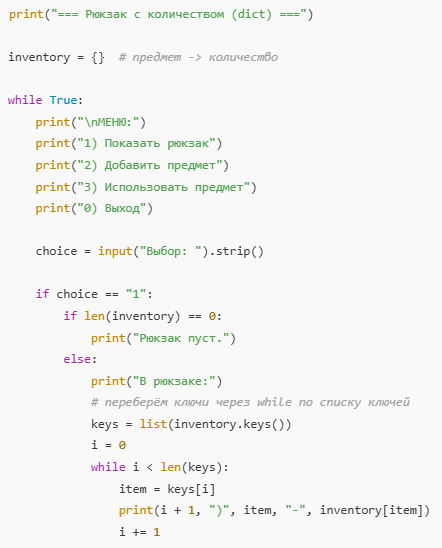 print("=== Рюкзак с количеством (dict) ===")

inventory = {}  # предмет -> количество

while True:
    print("\nМЕНЮ:")
    print("1) Показать рюкзак")
    print("2) Добавить предмет")
    print("3) Использовать предмет")
    print("0) Выход")

    choice = input("Выбор: ").strip()

    if choice == "1":
        if len(inventory) == 0:
            print("Рюкзак пуст.")
        else:
            print("В рюкзаке:")
            # переберём ключи через while по списку ключей
            keys = list(inventory.keys())
            i = 0
            while i < len(keys):
                item = keys[i]
                print(i + 1, ")", item, "-", inventory[item])
                i += 1